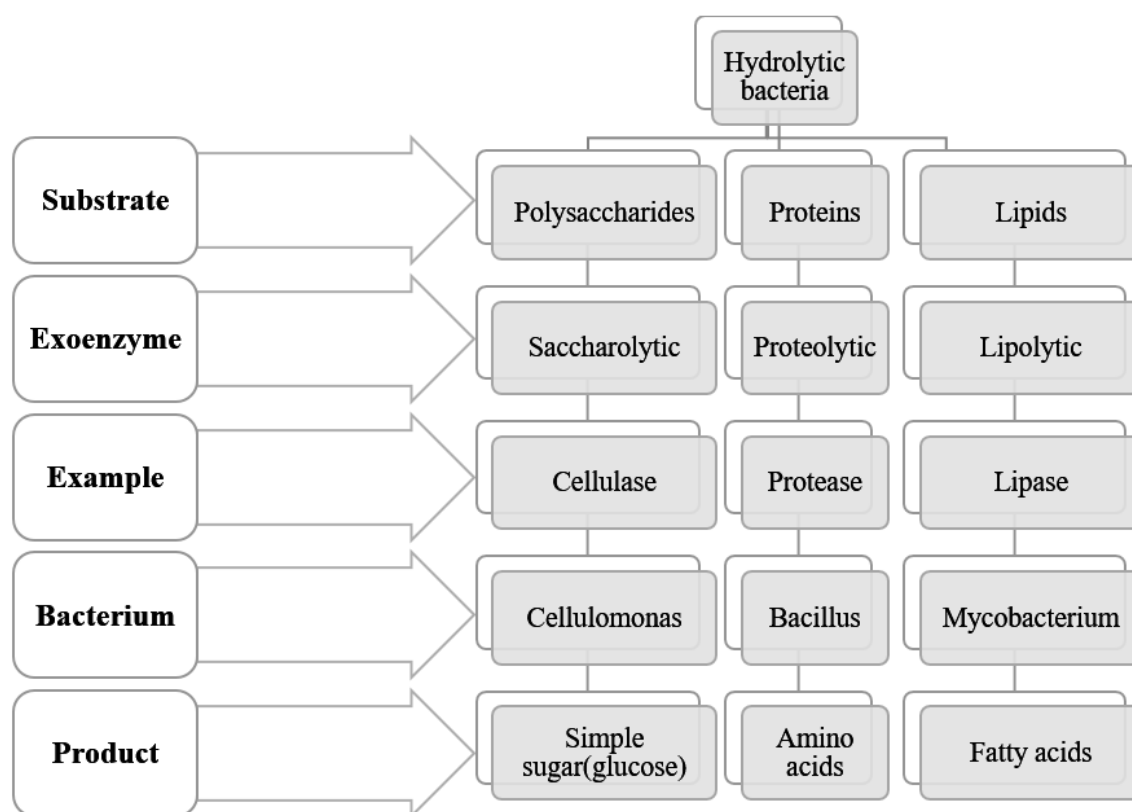 Hydrolytic
bacteria
Substrate
Polysaccharides
Proteins
Lipids
Exoenzyme
Saccharolytic
Proteolytic
Lipolytic
Example
Cellulase
Protease
Lipase
Bacterium
Cellulomonas
Bacillus
Mycobacterium
Product
Simple
sugar(glucose)
Amino
acids
Fatty acids